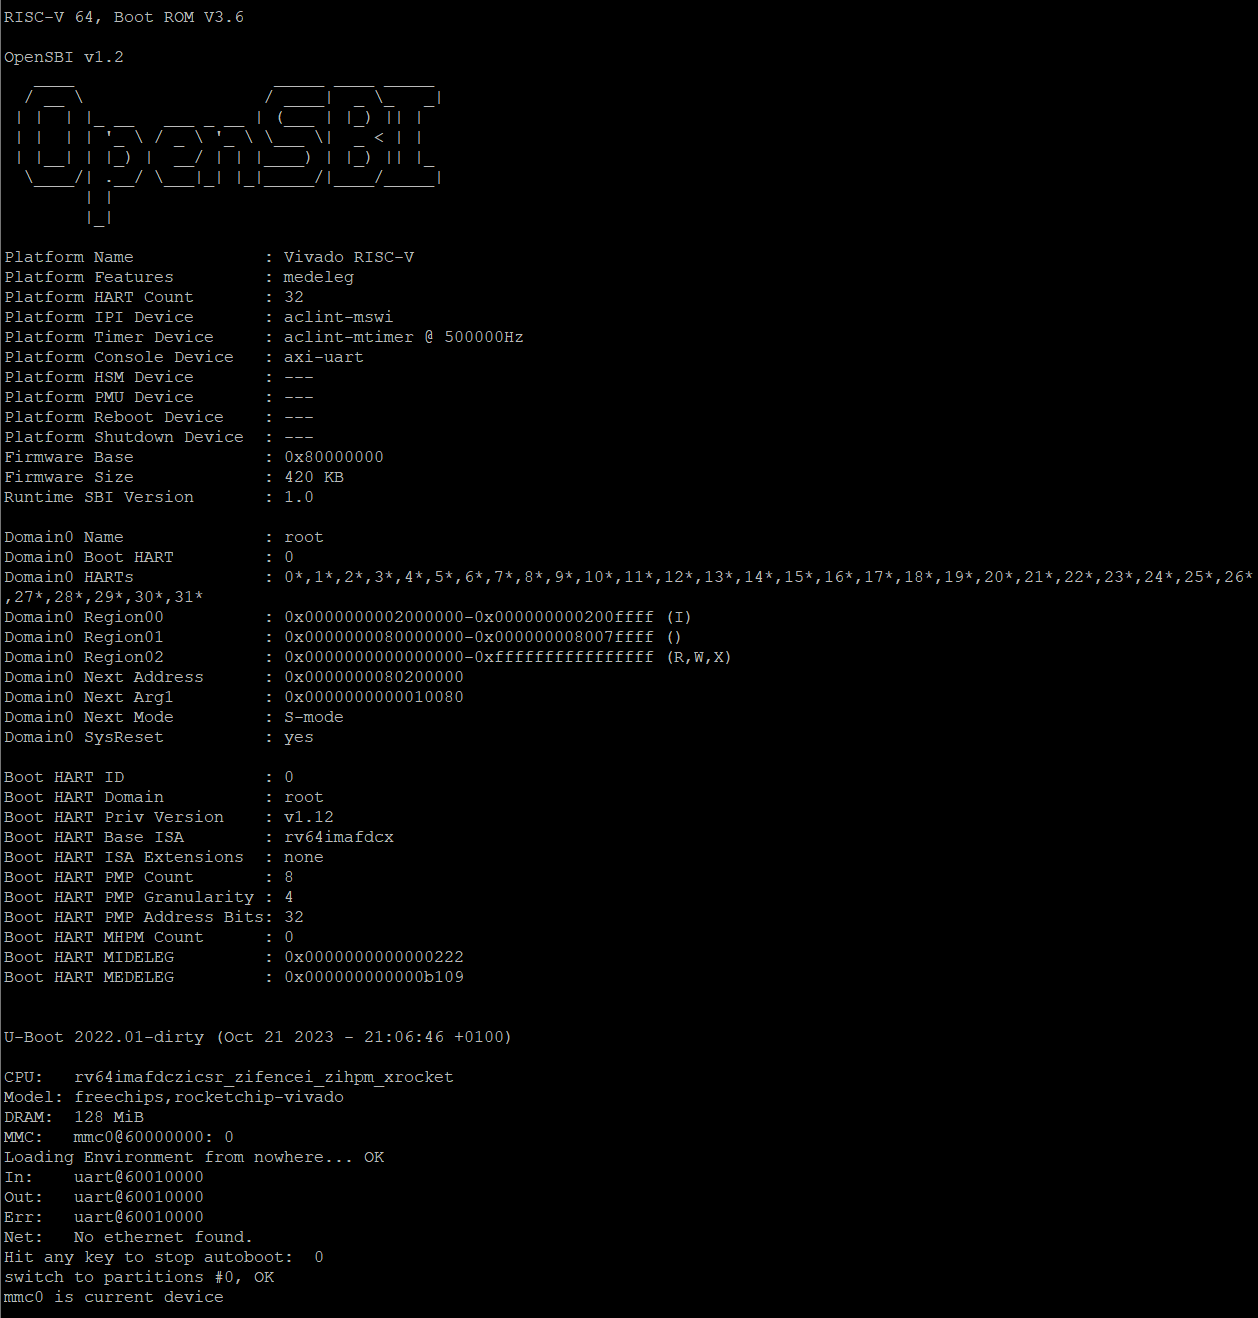 RISC-V 64, Boot ROM V3.6

OpenSBI v1.2
   ____                    _____ ____ _____
  / __ \                  / ____|  _ \_   _|
 | |  | |_ __   ___ _ __ | (___ | |_) || |
 | |  | | '_ \ / _ \ '_ \ \___ \|  _ < | |
 | |__| | |_) |  __/ | | |____) | |_) || |_
  \____/| .__/ \___|_| |_|_____/|____/_____|
        | |
        |_|

Platform Name             : Vivado RISC-V
Platform Features         : medeleg
Platform HART Count       : 32
Platform IPI Device       : aclint-mswi
Platform Timer Device     : aclint-mtimer @ 500000Hz
Platform Console Device   : axi-uart
Platform HSM Device       : ---
Platform PMU Device       : ---
Platform Reboot Device    : ---
Platform Shutdown Device  : ---
Firmware Base             : 0x80000000
Firmware Size             : 420 KB
Runtime SBI Version       : 1.0

Domain0 Name              : root
Domain0 Boot HART         : 0
Domain0 HARTs             : 0*,1*,2*,3*,4*,5*,6*,7*,8*,9*,10*,11*,12*,13*,14*,15*,16*,17*,18*,19*,20*,21*,22*,23*,24*,25*,26*
,27*,28*,29*,30*,31*
Domain0 Region00          : 0x0000000002000000-0x000000000200ffff (I)
Domain0 Region01          : 0x0000000080000000-0x000000008007ffff ()
Domain0 Region02          : 0x0000000000000000-0xffffffffffffffff (R,W,X)
Domain0 Next Address      : 0x0000000080200000
Domain0 Next Arg1         : 0x0000000000010080
Domain0 Next Mode         : S-mode
Domain0 SysReset          : yes

Boot HART ID              : 0
Boot HART Domain          : root
Boot HART Priv Version    : v1.12
Boot HART Base ISA        : rv64imafdcx
Boot HART ISA Extensions  : none
Boot HART PMP Count       : 8
Boot HART PMP Granularity : 4
Boot HART PMP Address Bits: 32
Boot HART MHPM Count      : 0
Boot HART MIDELEG         : 0x0000000000000222
Boot HART MEDELEG         : 0x000000000000b109


U-Boot 2022.01-dirty (Oct 21 2023 - 21:06:46 +0100)

CPU:   rv64imafdczicsr_zifencei_zihpm_xrocket
Model: freechips,rocketchip-vivado
DRAM:  128 MiB
MMC:   mmc0@60000000: 0
Loading Environment from nowhere... OK
In:    uart@60010000
Out:   uart@60010000
Err:   uart@60010000
Net:   No ethernet found.
Hit any key to stop autoboot:  0
switch to partitions #0, OK
mmc0 is current device